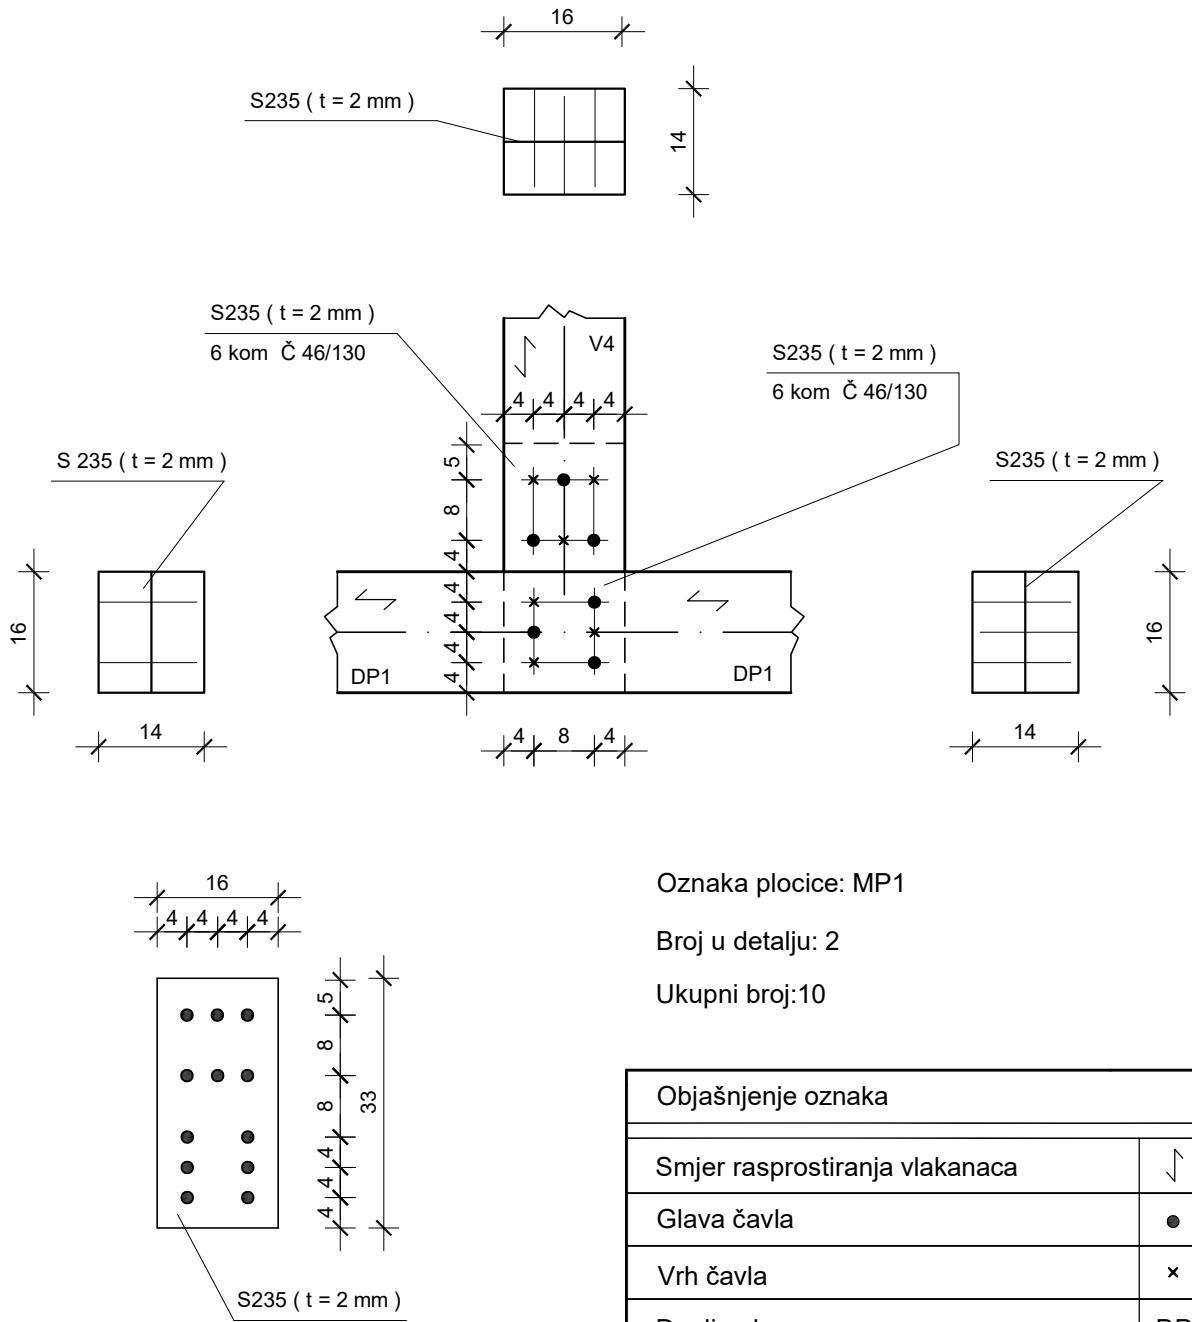 16
S235 ( t = 2 mm )
14
S235 ( t = 2 mm )
6 kom Č 46/130
V4
S235 ( t = 2 mm )
6 kom Č 46/130
4 4 4 4
S 235 ( t = 2 mm )
S235 ( t = 2 mm )
5
8
4
4
4
4
4
16
16
DP1
DP1
14
4 8 4
14
16
4 4 4 4
5
8
8
4
4
4
33
S235 ( t = 2 mm )
Oznaka plocice: MP1
Broj u detalju: 2
Ukupni broj:10
Objašnjenje oznaka
Smjer rasprostiranja vlakanaca
Glava čavla
Vrh čavla